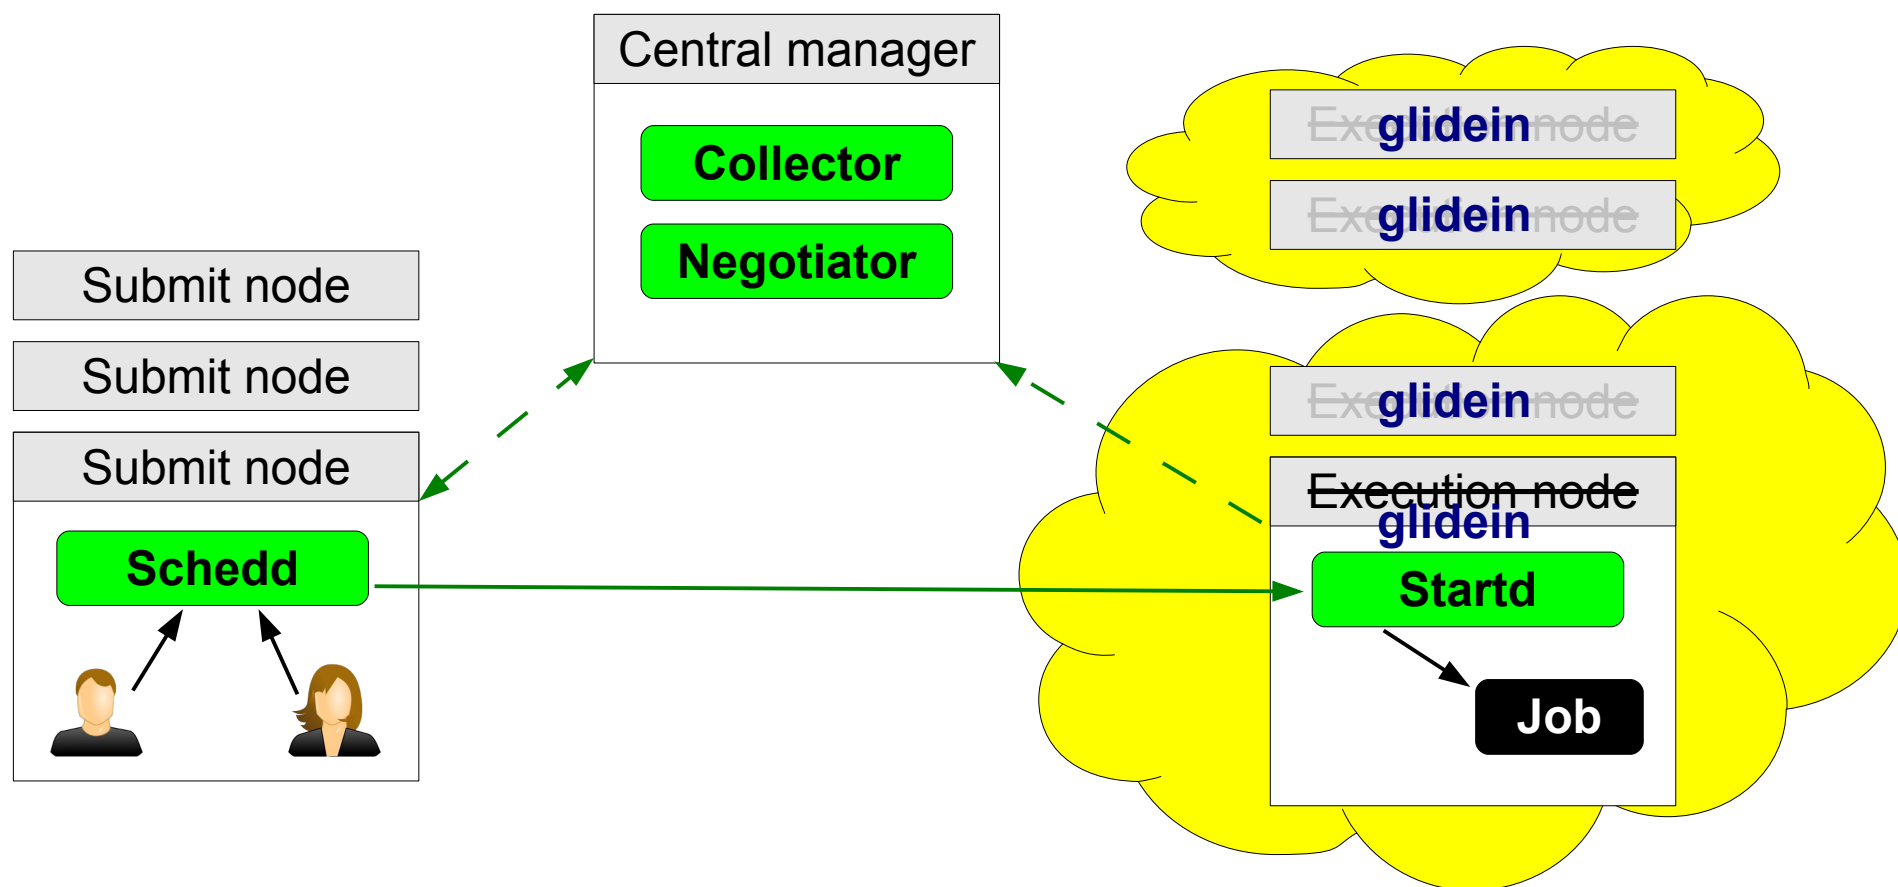 Central manager
Collector
Negotiator
Submit node
Submit node
Submit node
Schedd
Execution node
glidein
Execution node
glidein
Execution node
glidein
Execution node
glidein
Startd
Job